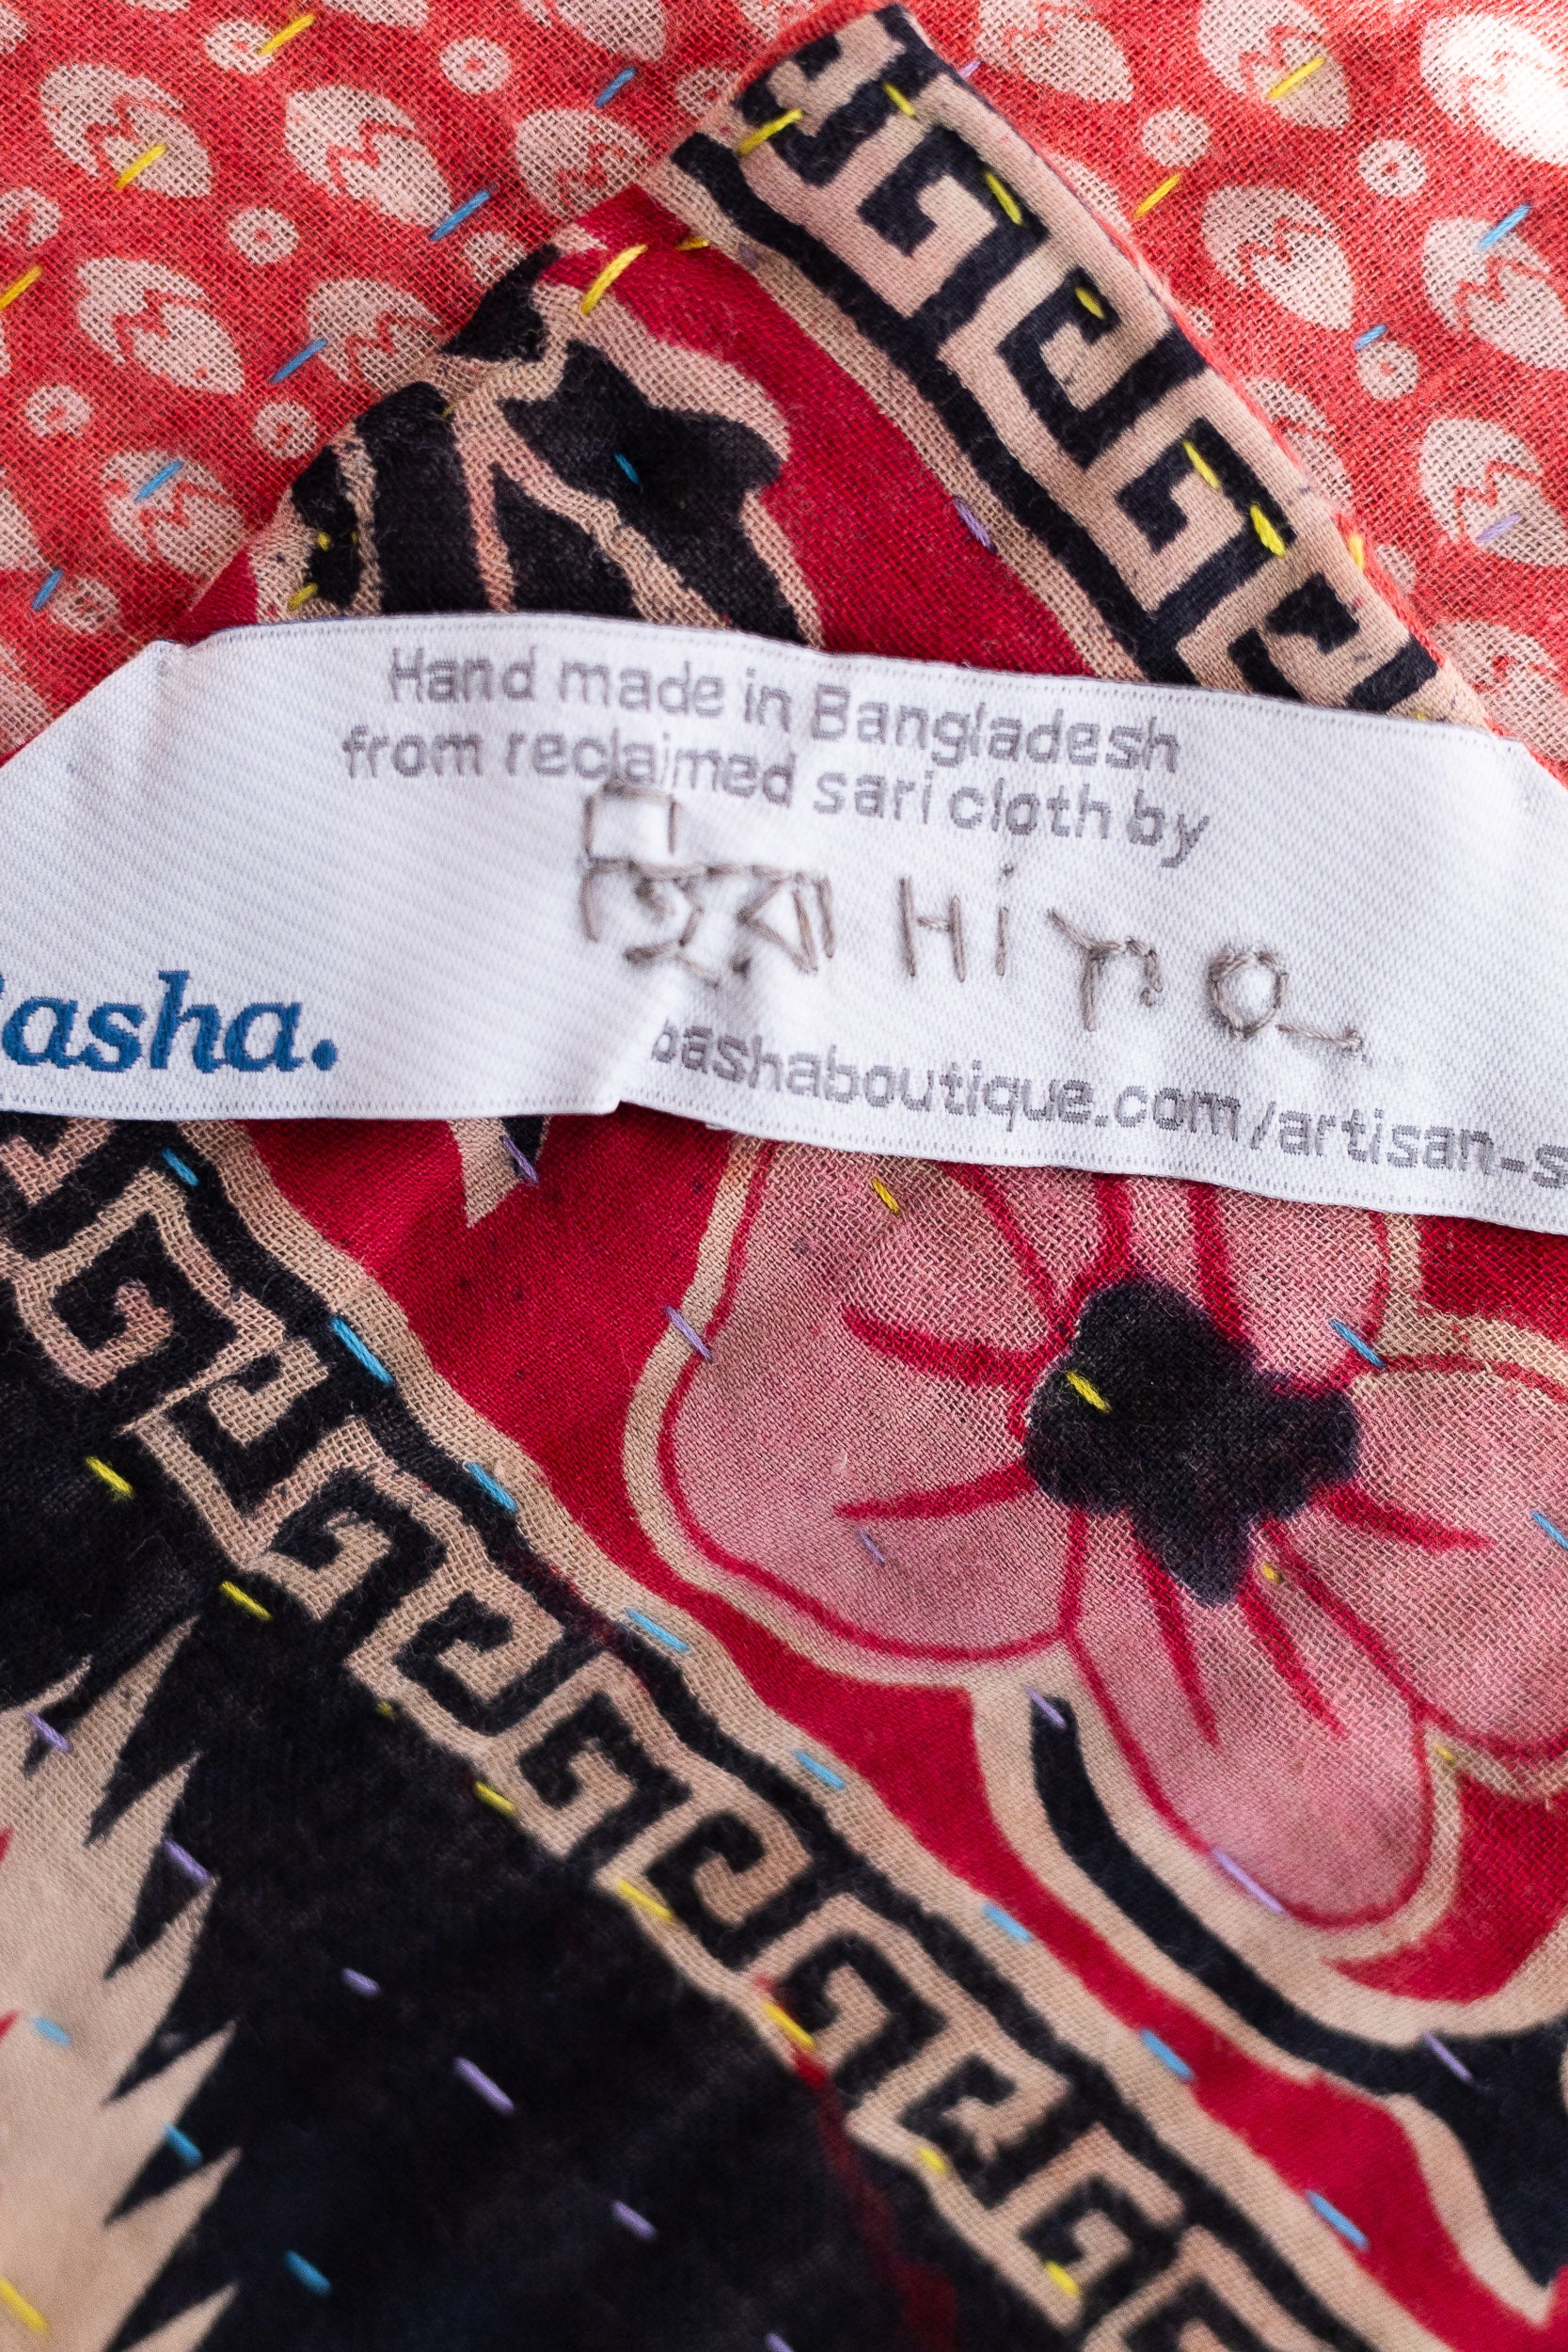 Hand made in Bangladesh
from reclaimed sari cloth by
হিরা Hira
asha.
bashaboutique.com/artisan-s